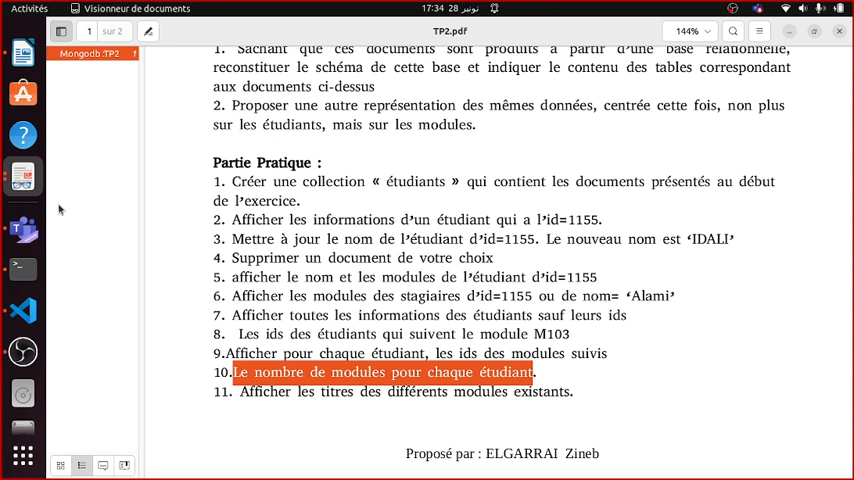 Activités
Visionneur de documents
17:34 28 نونبر
1
sur 2
TP2.pdf
144%
Mongodb :TP2 1
1. Sachant que ces documents sont produits à partir d'une base relationnelle,
reconstituer le schéma de cette base et indiquer le contenu des tables correspondant
aux documents ci-dessus
2. Proposer une autre représentation des mêmes données, centrée cette fois, non plus
sur les étudiants, mais sur les modules.
Partie Pratique :
1. Créer une collection « étudiants » qui contient les documents présentés au début
de l'exercice.
2. Afficher les informations d'un étudiant qui a l'id=1155.
3. Mettre à jour le nom de l'étudiant d'id=1155. Le nouveau nom est ‘IDALI’
4. Supprimer un document de votre choix
5. afficher le nom et les modules de l'étudiant d'id=1155
6. Afficher les modules des stagiaires d'id=1155 ou de nom= ‘Alami’
7. Afficher toutes les informations des étudiants sauf leurs ids
8. Les ids des étudiants qui suivent le module M103
9.Afficher pour chaque étudiant, les ids des modules suivis
10.Le nombre de modules pour chaque étudiant.
11. Afficher les titres des différents modules existants.
Proposé par : ELGARRAI Zineb